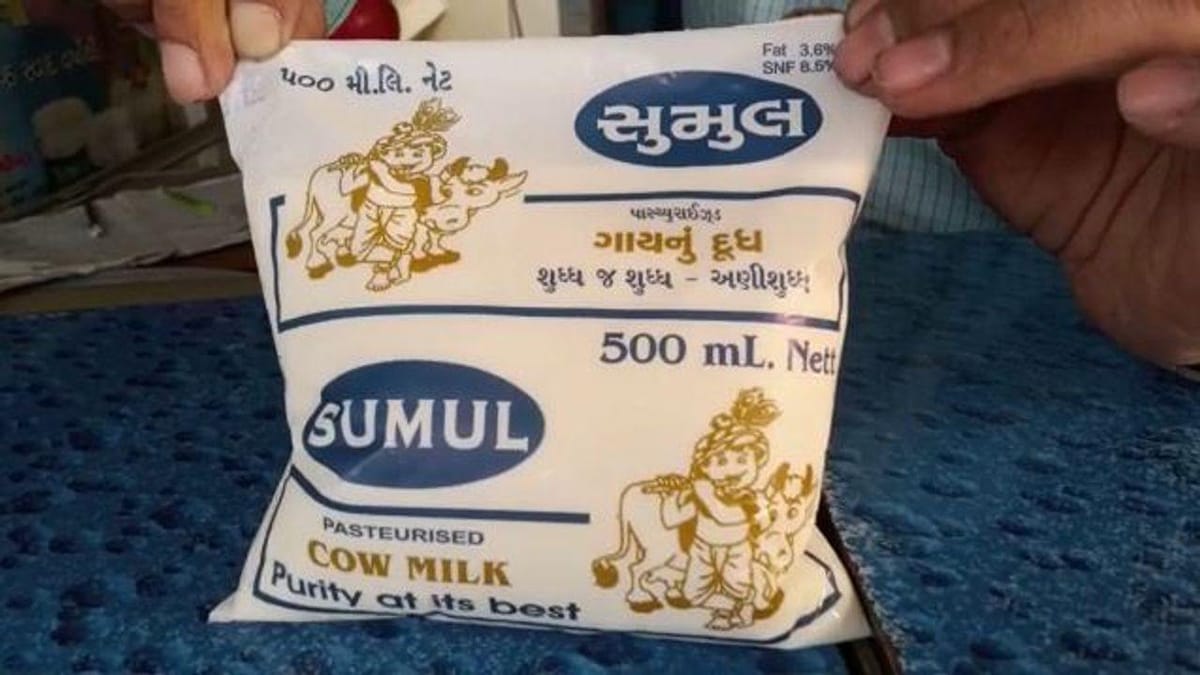 ૫૦૦ મી.લિ. નેટ
Fat 3.6%
SNF 8.5%
સુમુલ
પાસ્ચ્યુરાઈઝ્ડ
ગાયનું દૂધ
શુધ્ધ જ શુધ્ધ - અણીશુધ્ધ
500 mL. Nett
SUMUL
PASTEURISED
COW MILK
Purity at its best